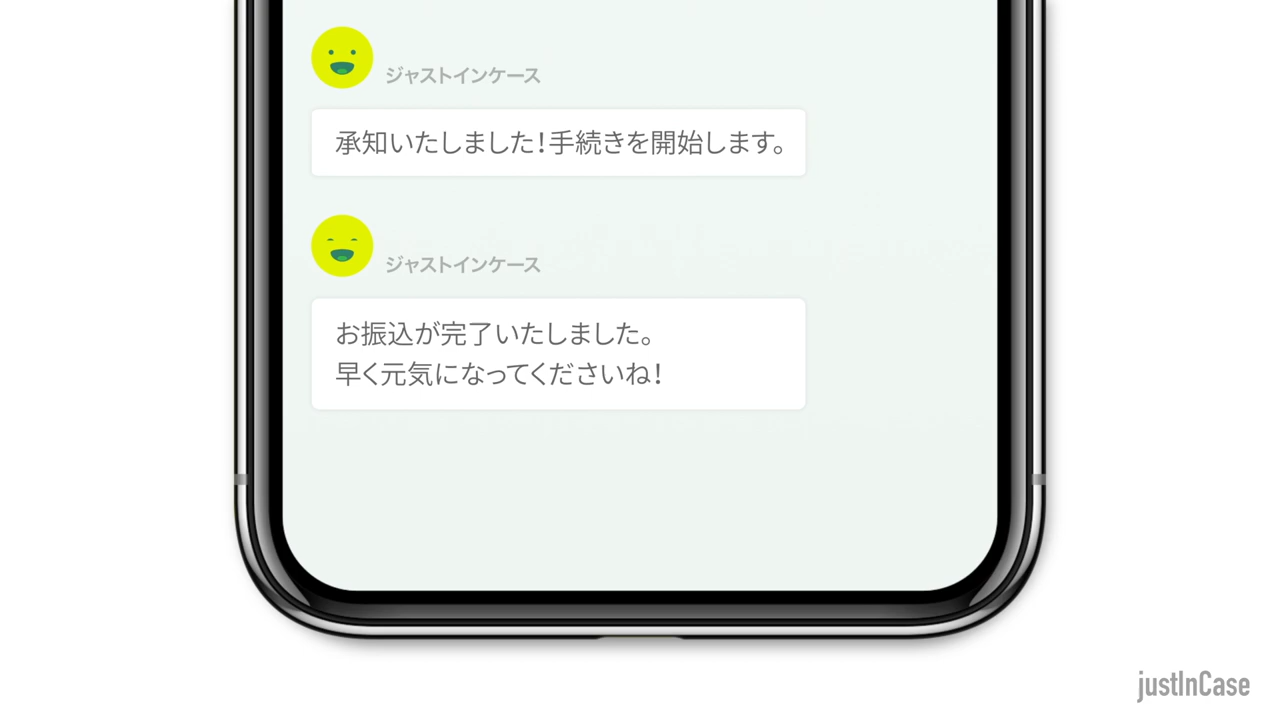 ジャストインケース
承知いたしました！手続きを開始します。
ジャストインケース
お振込が完了いたしました。
早く元気になってくださいね！
justInCase